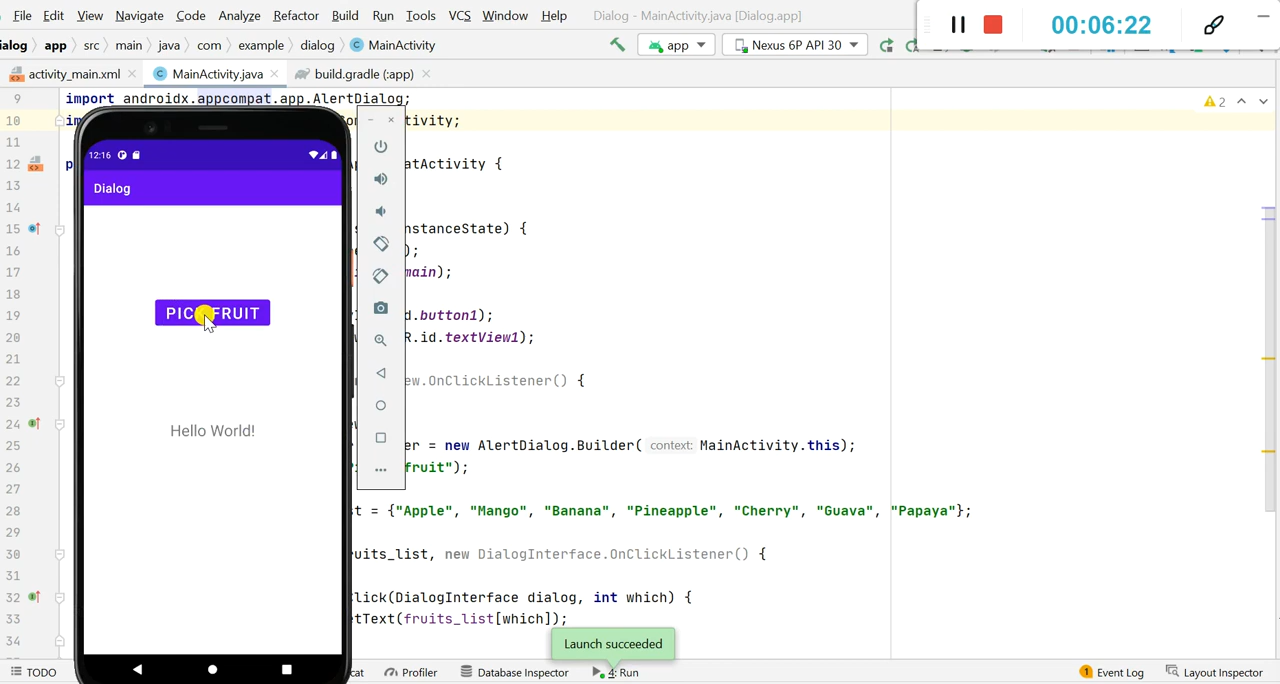 File Edit View Navigate Code Analyze Refactor Build Run Tools VCS Window Help Dialog - MainActivity.java [Dialog.app]
00:06:22
ialog app src main java com example dialog MainActivity app Nexus 6P API 30
activity_main.xml MainActivity.java build.gradle (:app)
9 import androidx.appcompat.app.AlertDialog;
2
10 tivity;
11
12 atActivity {
12:16
13
Dialog
14
15 nstanceState) {
16 );
17 main);
18
19 d.button1);
PIC FRUIT
20 R.id.textView1);
21
22 ew.OnClickListener() {
23
24
Hello World!
25 er = new AlertDialog.Builder( context: MainActivity.this);
26 fruit");
27
28 t = {"Apple", "Mango", "Banana", "Pineapple", "Cherry", "Guava", "Papaya"};
29
30 uits_list, new DialogInterface.OnClickListener() {
31
32 lick(DialogInterface dialog, int which) {
33 etText(fruits_list[which]);
34
Launch succeeded
TODO cat Profiler Database Inspector 4: Run 1 Event Log Layout Inspector